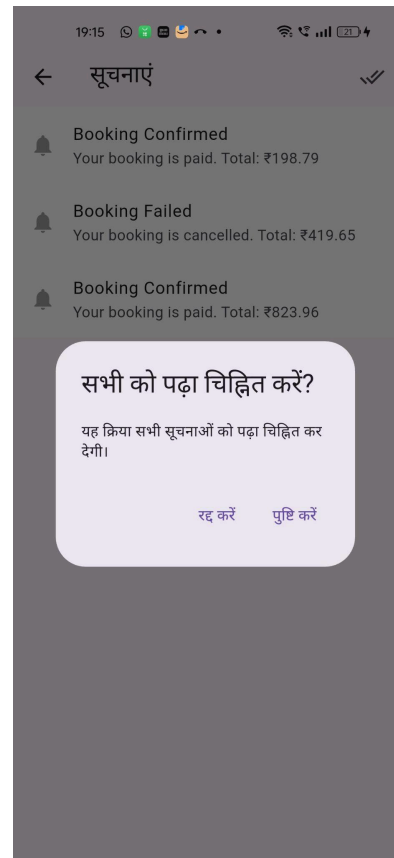 19:15
21
सूचनाएं
Booking Confirmed
Your booking is paid. Total: ₹198.79
Booking Failed
Your booking is cancelled. Total: ₹419.65
Booking Confirmed
Your booking is paid. Total: ₹823.96
सभी को पढ़ा चिह्नित करें?
यह क्रिया सभी सूचनाओं को पढ़ा चिह्नित कर
देगी।
रद्द करें पुष्टि करें